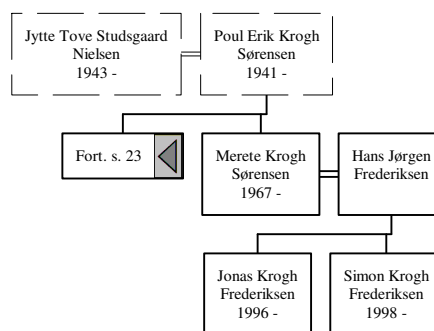 Jytte Tove Studsgaard
Nielsen
1943 -
Poul Erik Krogh
Sørensen
1941 -
Fort. s. 23
Merete Krogh
Sørensen
1967 -
Hans Jørgen
Frederiksen
Jonas Krogh
Frederiksen
1996 -
Simon Krogh
Frederiksen
1998 -